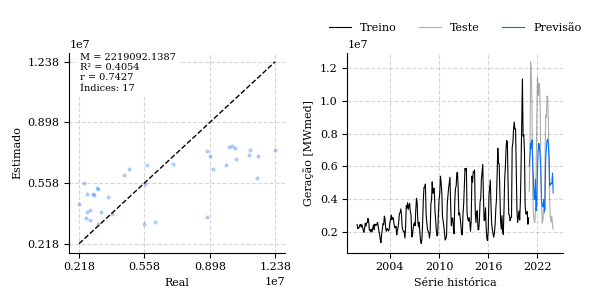 Treino Teste Previsão
1e7
M = 2219092.1387
R² = 0.4054
r = 0.7427
Índices: 17
1.238
0.898
0.558
0.218
Estimado
0.218 0.558 0.898 1.238
1e7
Real
1e7
1.2
1.0
0.8
0.6
0.4
0.2
Geração [MWmed]
2004 2010 2016 2022
Série histórica